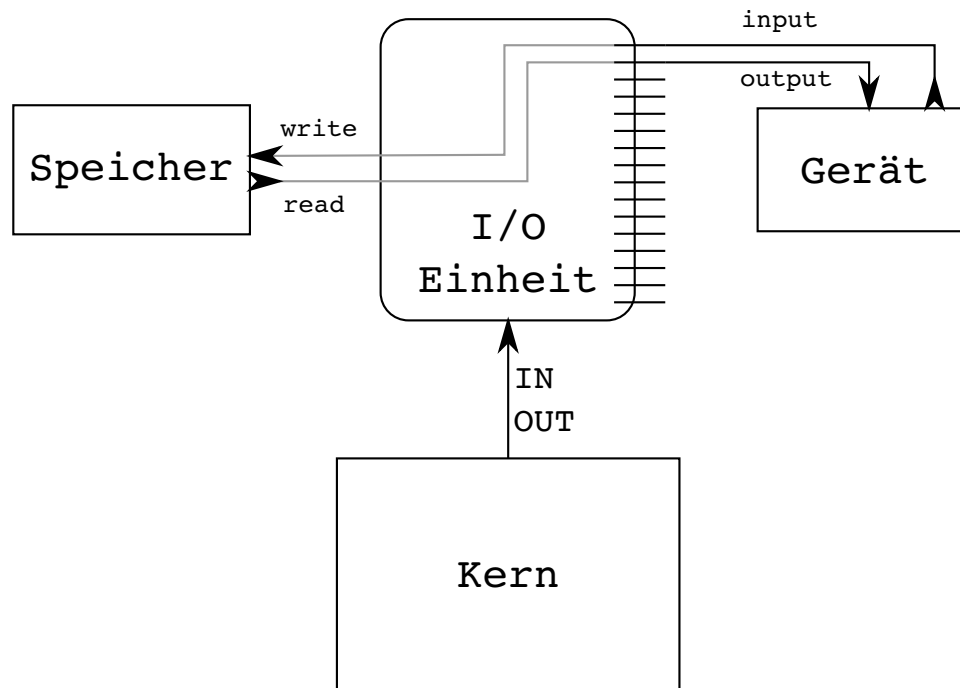 input
output
write
Speicher
Gerät
read
I/O
Einheit
IN
OUT
Kern